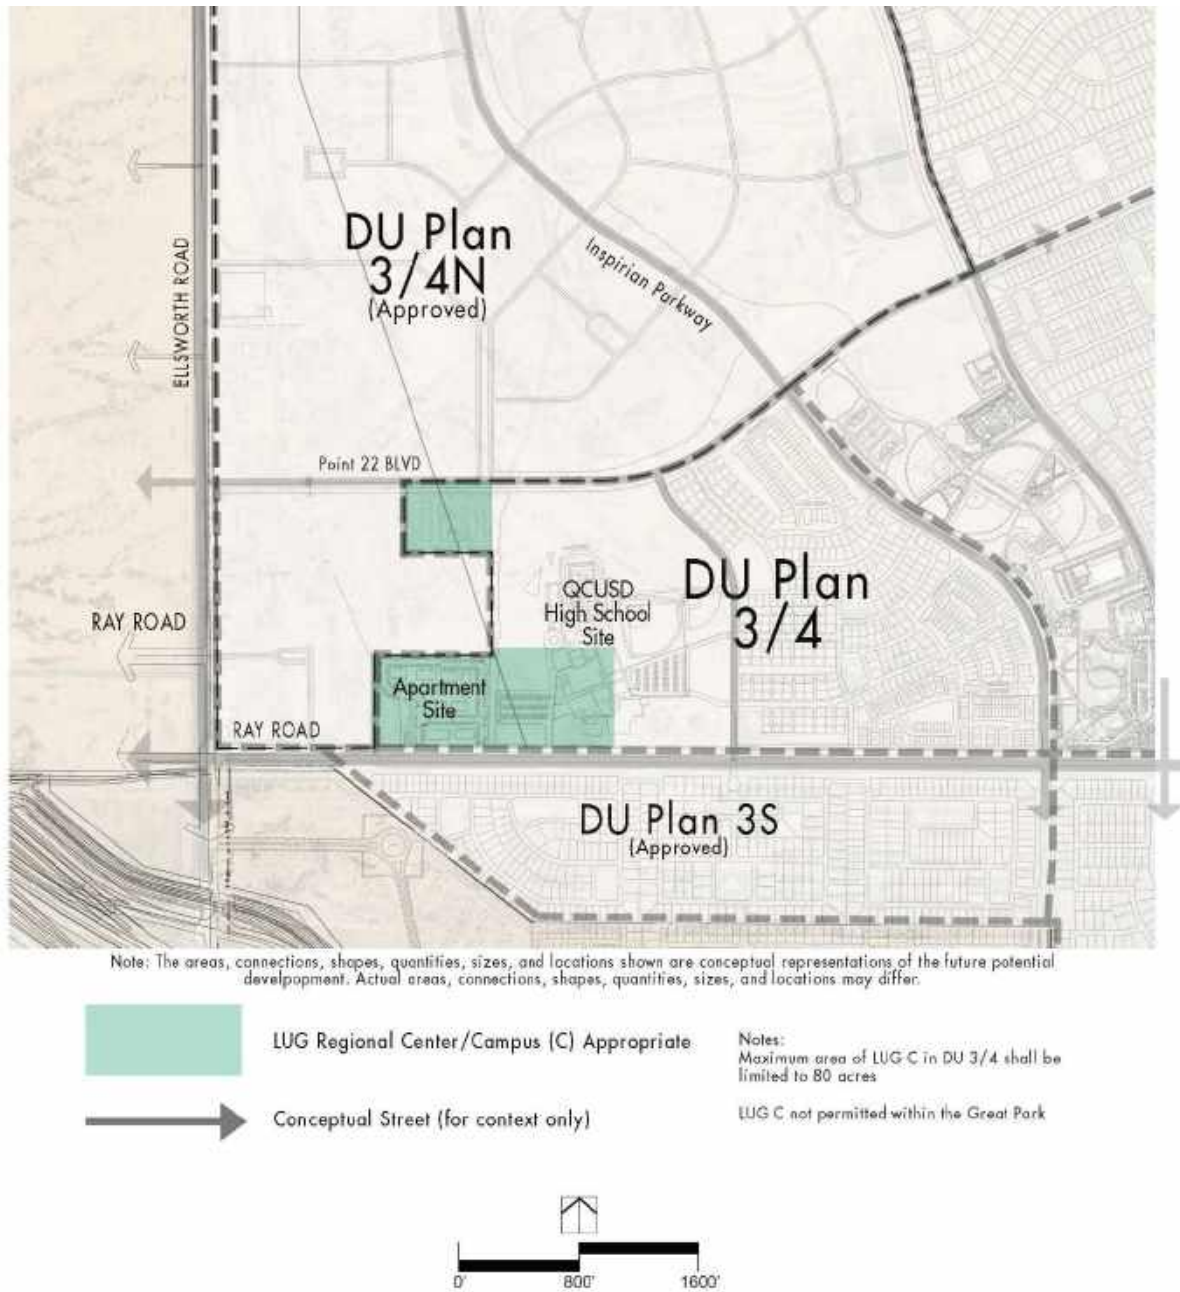 DU Plan
3/4N
(Approved)
Inspirian Parkway
ELLSWORTH ROAD
Point 22 BLVD
QCUSD
High School
Site
DU Plan
3/4
RAY ROAD
Apartment
Site
RAY ROAD
DU Plan 3S
(Approved)
Note: The areas, connections, shapes, quantities, sizes, and locations shown are conceptual representations of the future potential
develpopment. Actual areas, connections, shapes, quantities, sizes, and locations may differ.
LUG Regional Center/Campus (C) Appropriate
Conceptual Street (for context only)
Notes:
Maximum area of LUG C in DU 3/4 shall be
limited to 80 acres
LUG C not permitted within the Great Park
0' 800' 1600'